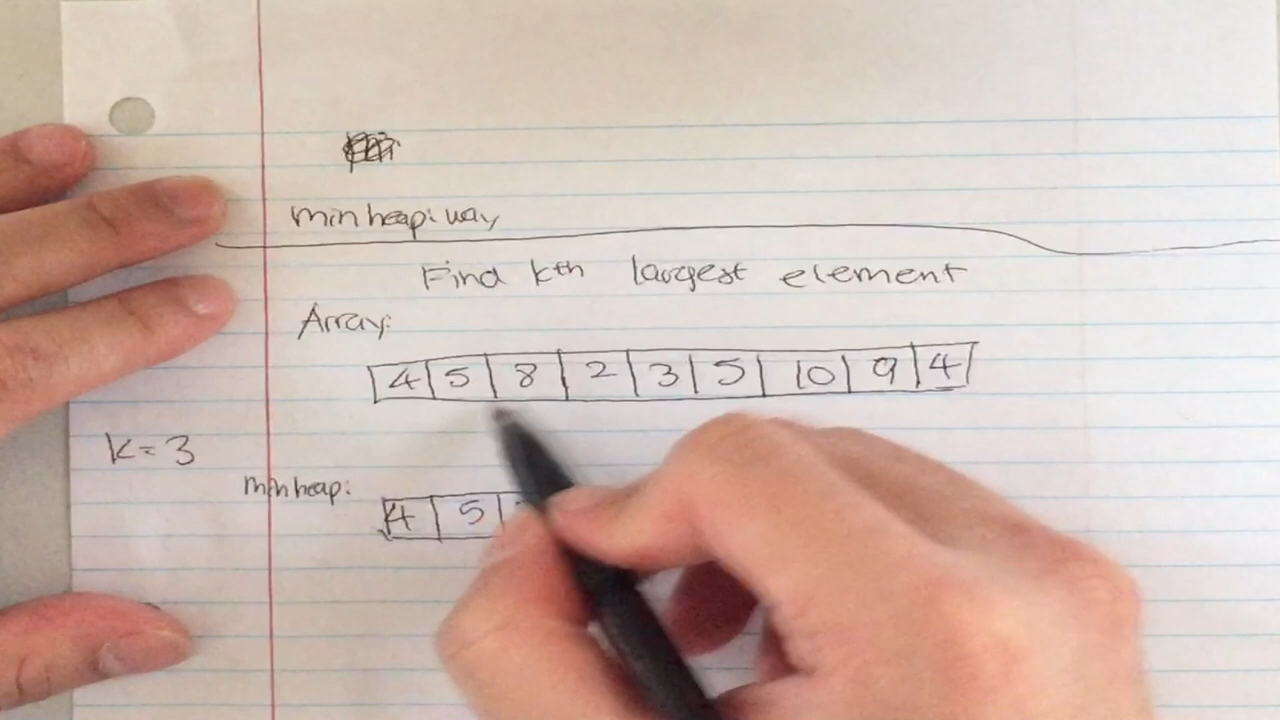 min heap: way
Find kth largest element
Array:
4 5 8 2 3 5 10 9 4
K = 3
min heap:
4 5